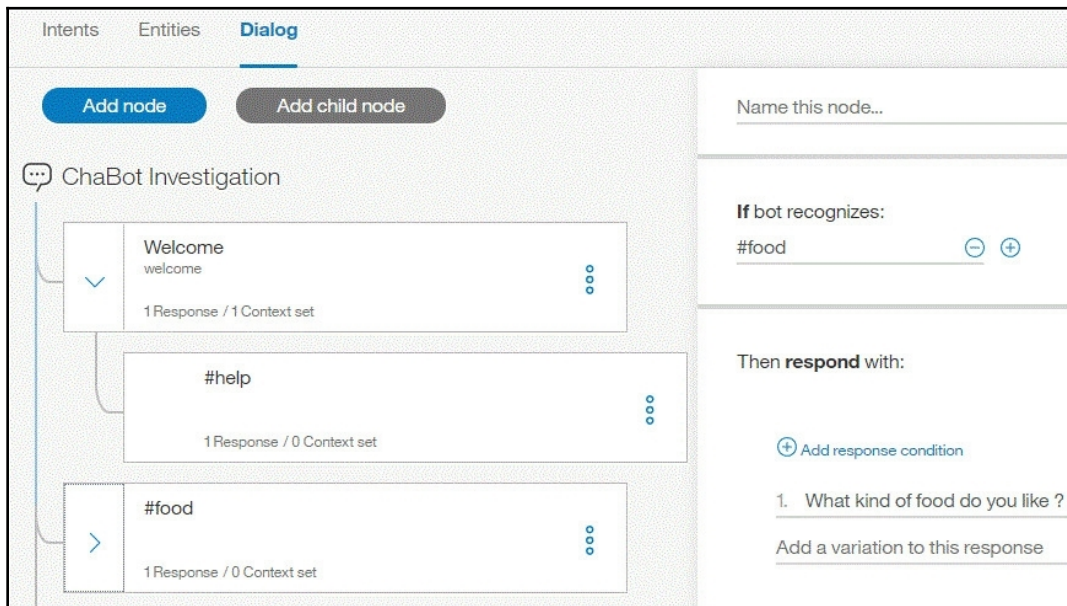 Intents Entities Dialog
Add node Add child node
ChaBot Investigation
Welcome
welcome
1 Response / 1 Context set
#help
1 Response / 0 Context set
#food
1 Response / 0 Context set
Name this node...
If bot recognizes:
#food
Then respond with:
Add response condition
1. What kind of food do you like ?
Add a variation to this response